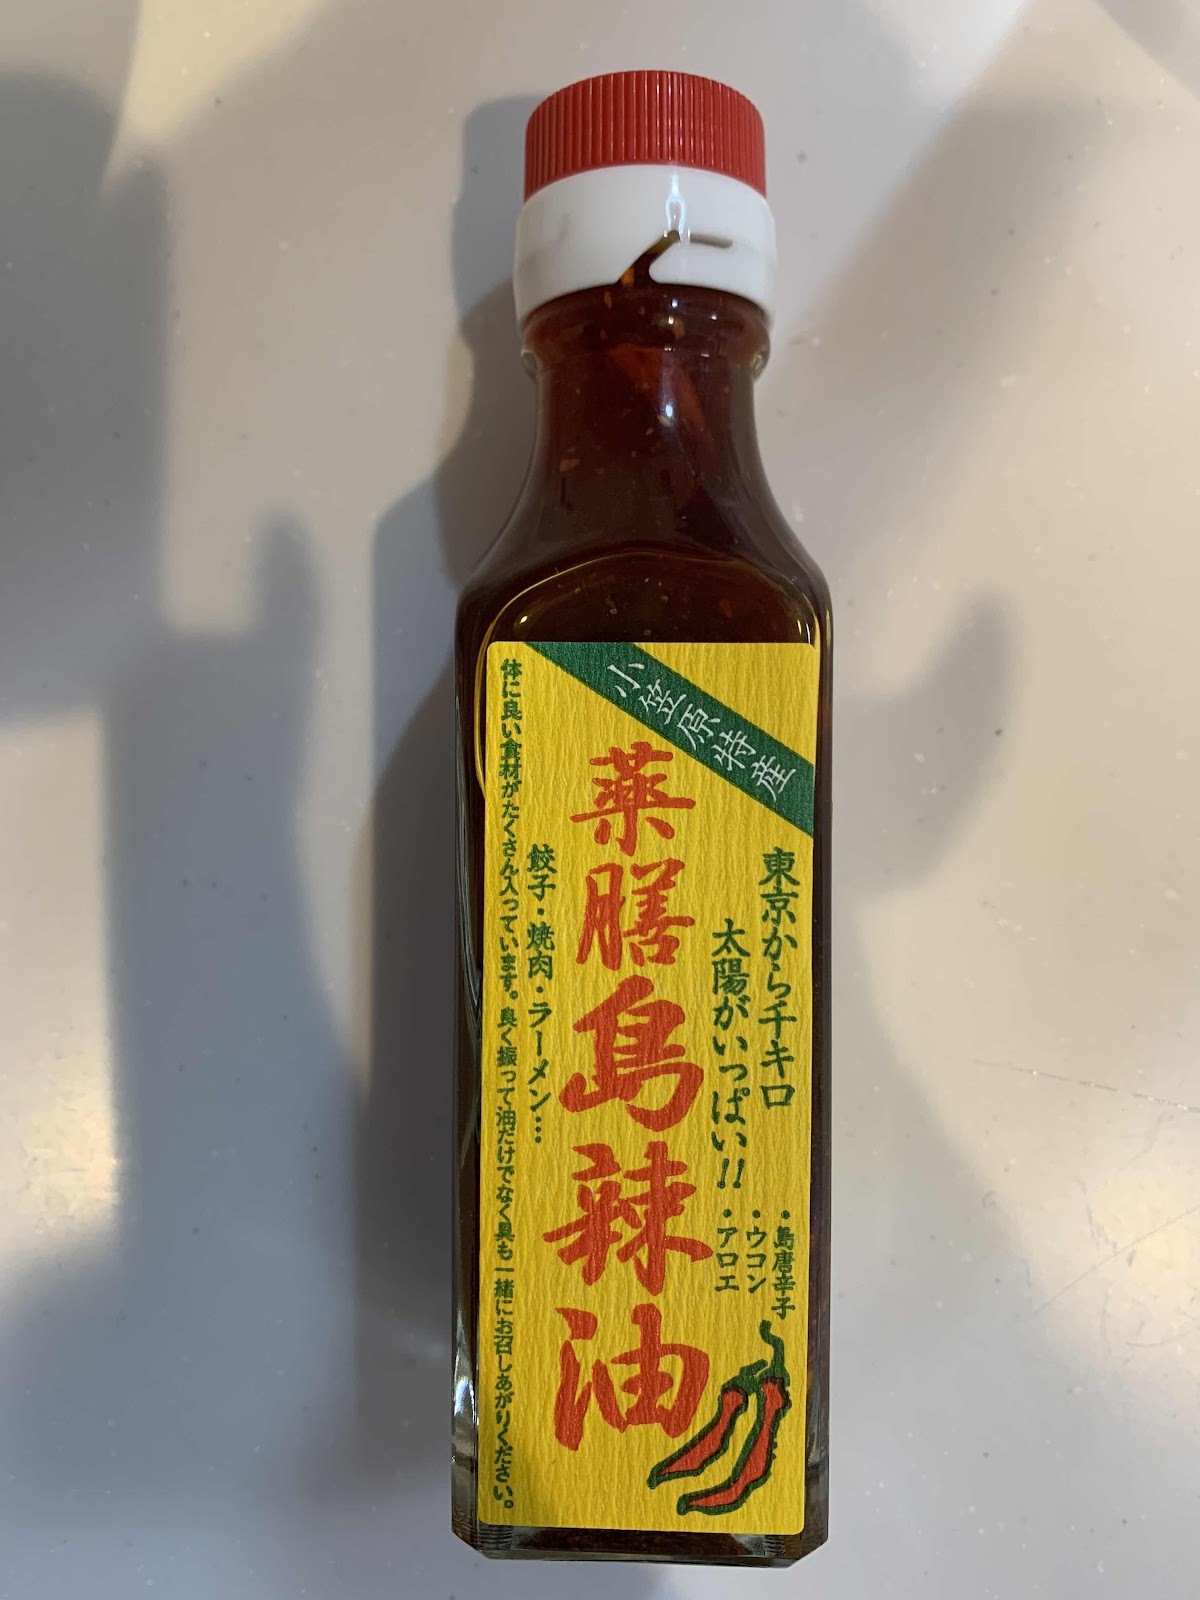 小笠原特産
東京から千キロ
太陽がいっぱい!!
・島唐辛子
・ウコン
・アロエ
薬膳島辣油
餃子・焼肉・ラーメン…
体に良い食材がたくさん入っています。良く振って油だけでなく具も一緒にお召しあがりください。